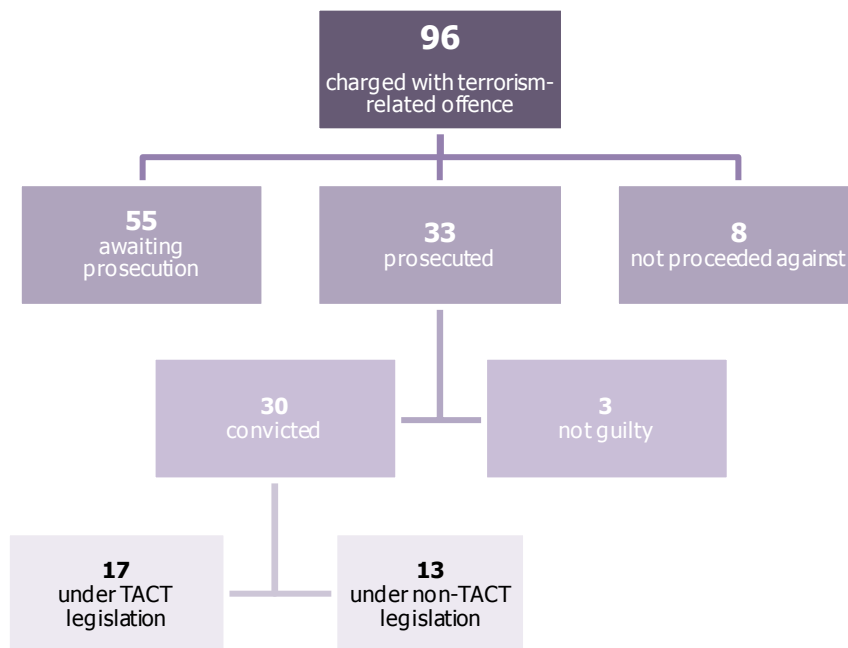 96
charged with terrorism-
related offence
55
awaiting
prosecution
33
prosecuted
8
not proceeded against
30
convicted
3
not guilty
17
under TACT
legislation
13
under non-TACT
legislation